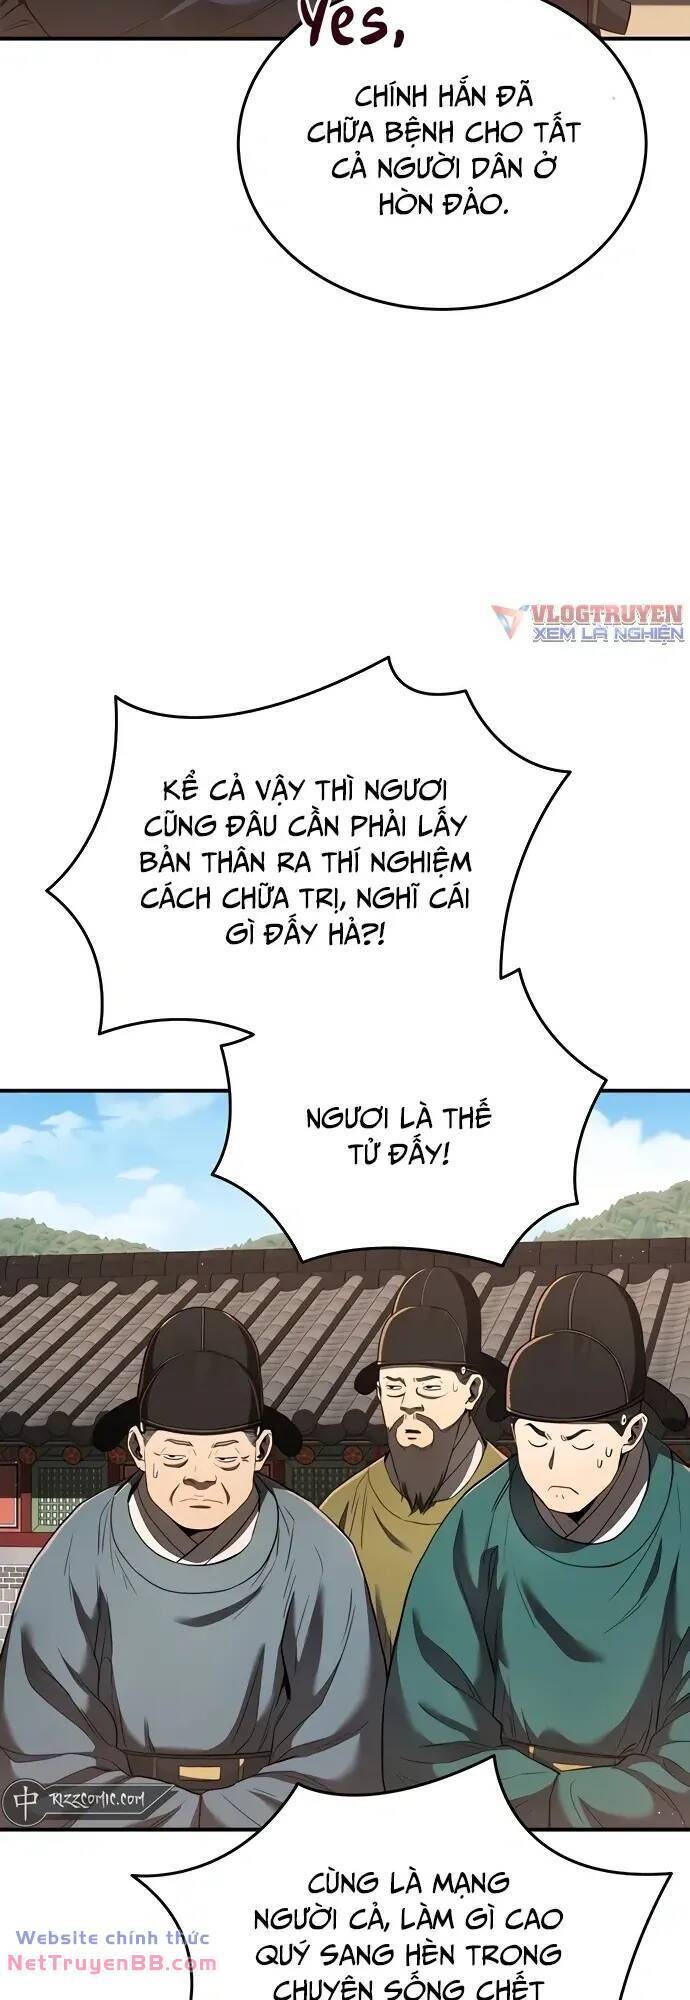 Yes,
CHÍNH HẮN ĐÃ
CHỮA BỆNH CHO TẤT
CẢ NGƯỜI DÂN Ở
HÒN ĐẢO.
VLOGTRUYEN
XEM LÀ NGHIỆN
KỂ CẢ VẬY THÌ NGƯƠI
CŨNG ĐÂU CẦN PHẢI LẤY
BẢN THÂN RA THÍ NGHIỆM
CÁCH CHỮA TRỊ, NGHĨ CÁI
GÌ ĐẤY HẢ?!
NGƯƠI LÀ THẾ
TỬ ĐẤY!
中 RIZZCOMIC.COM
CÙNG LÀ MẠNG
NGƯỜI CẢ, LÀM GÌ CAO
QUÝ SANG HÈN TRONG
CHUYỆN SỐNG CHẾT
Website chính thức
NetTruyenBB.com